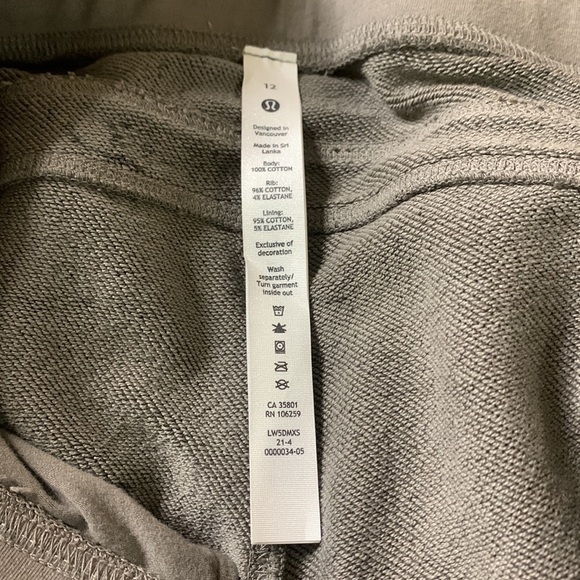 12
Designed in
Vancouver
Made in Sri
Lanka
Body:
100% COTTON
Rib:
96% COTTON,
4% ELASTANE
Lining:
95% COTTON,
5% ELASTANE
Exclusive of
decoration
Wash
separately/
Turn garment
inside out
CA 35801
RN 106259
LW5DMXS
21-4
0000034-05